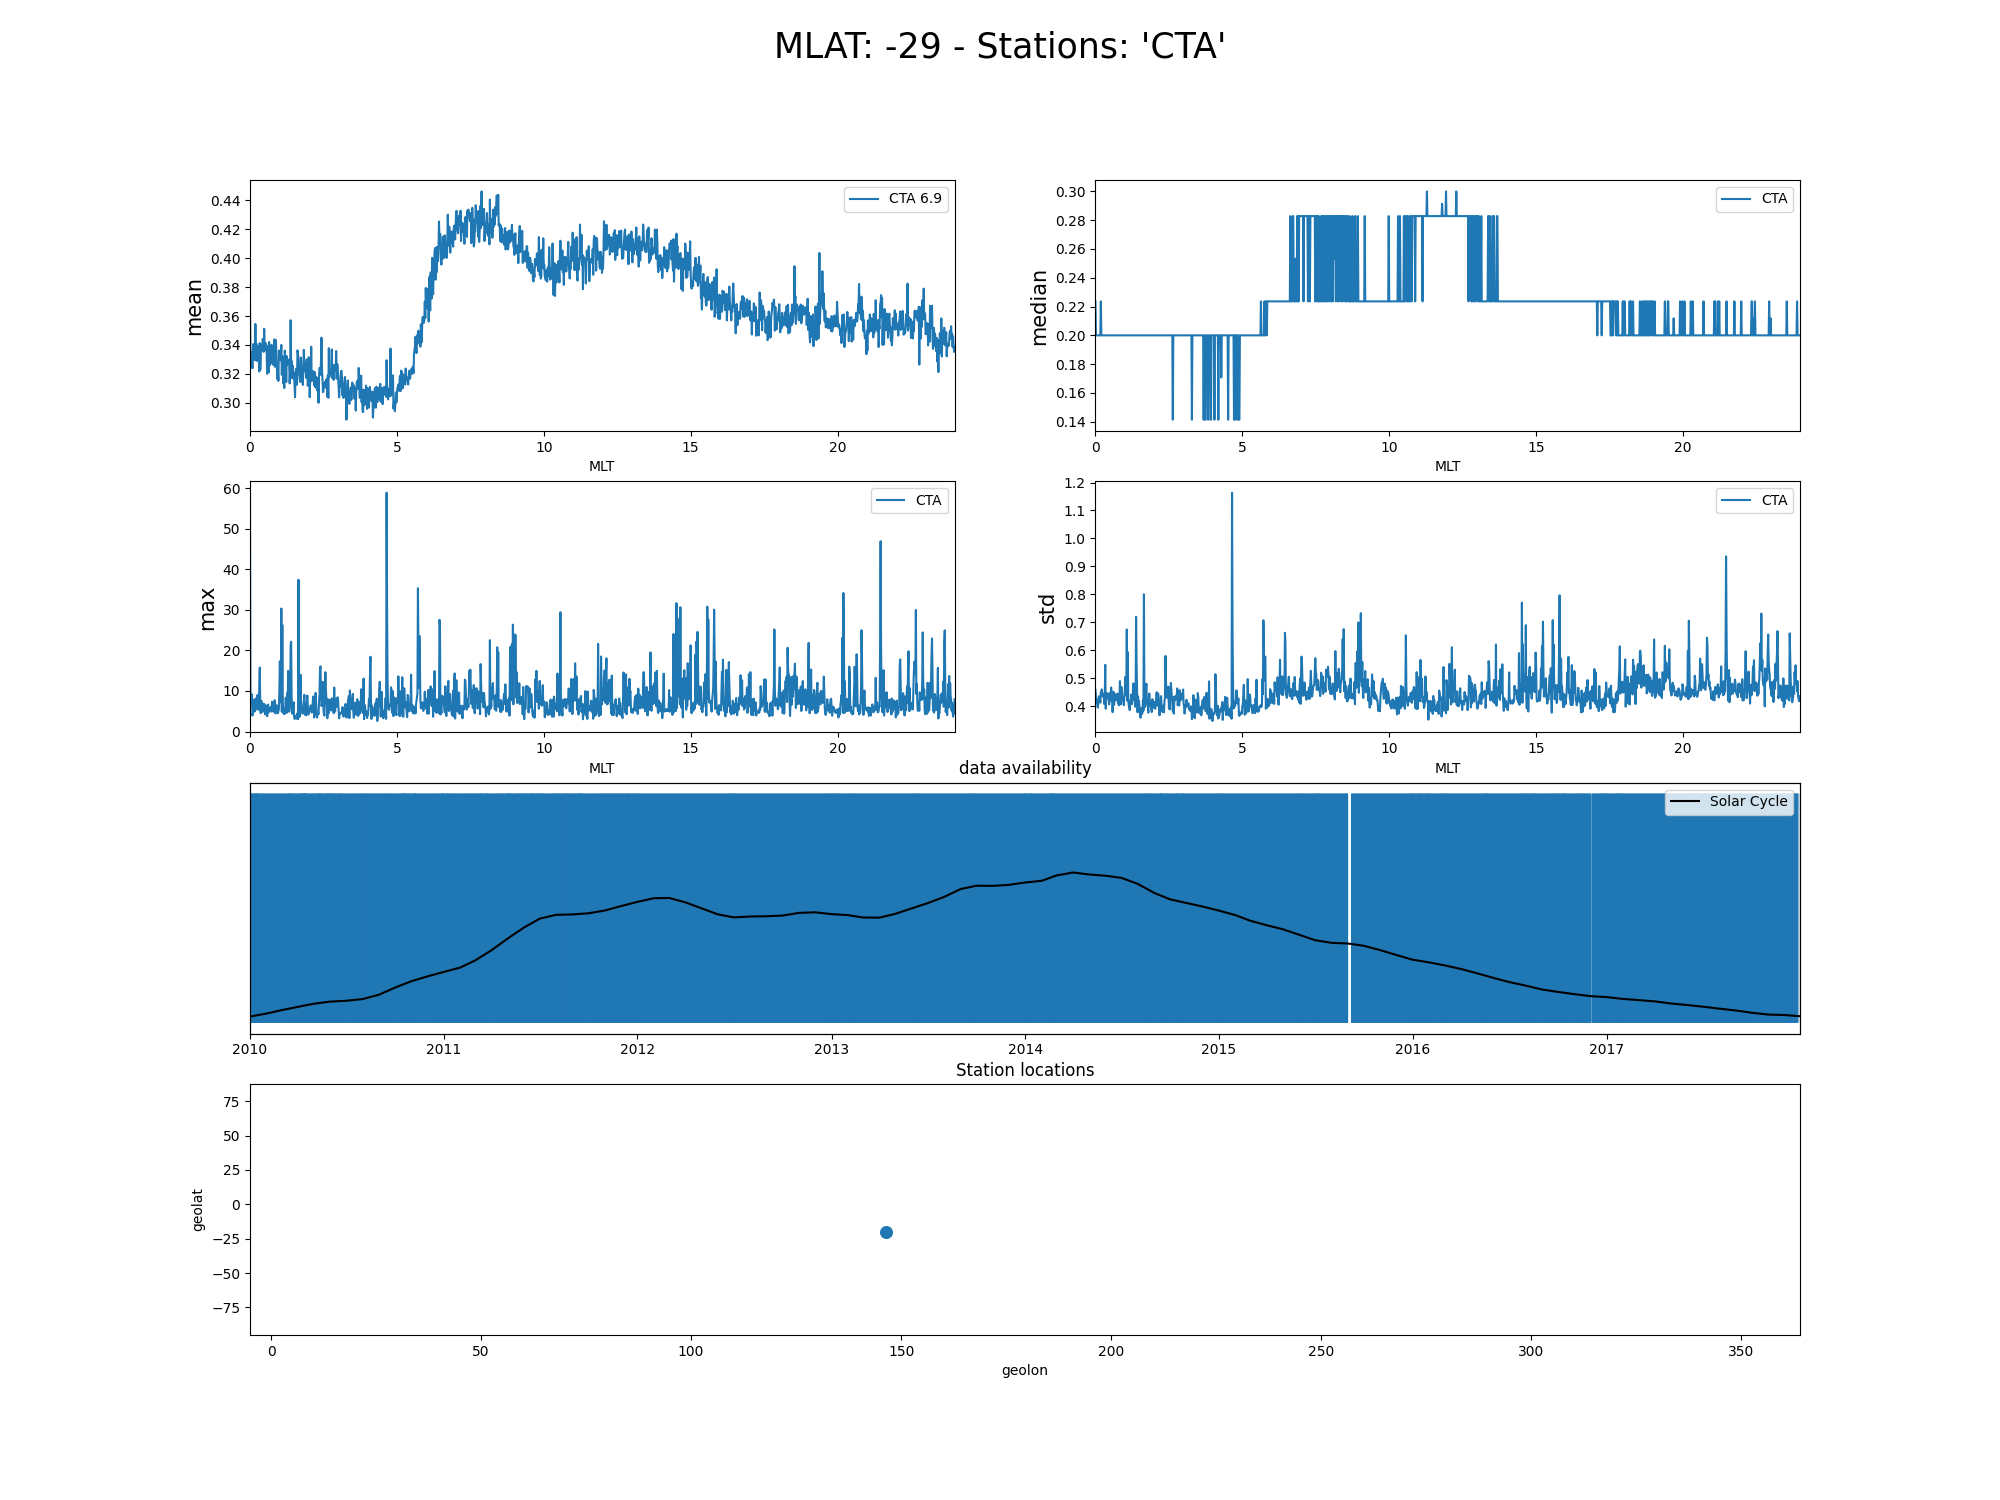 MLAT: -29 - Stations: 'CTA'
mean
0.44
0.42
0.40
0.38
0.36
0.34
0.32
0.30
CTA 6.9
0 5 10 15 20
MLT
median
0.30
0.28
0.26
0.24
0.22
0.20
0.18
0.16
0.14
CTA
0 5 10 15 20
MLT
max
60
50
40
30
20
10
0
CTA
0 5 10 15 20
MLT
std
1.2
1.1
1.0
0.9
0.8
0.7
0.6
0.5
0.4
CTA
0 5 10 15 20
MLT
data availability
Solar Cycle
2010 2011 2012 2013 2014 2015 2016 2017
Station locations
geolat
75
50
25
0
−25
−50
−75
0 50 100 150 200 250 300 350
geolon